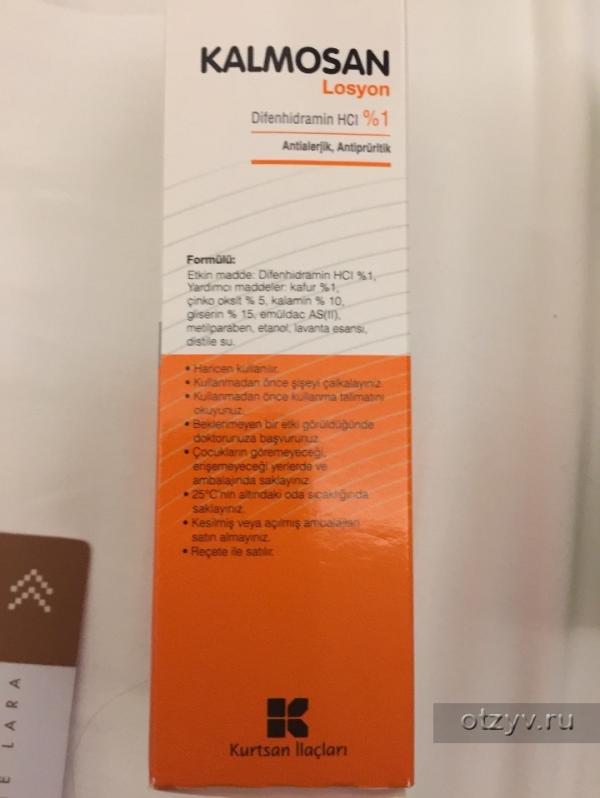 KALMOSAN
Losyon
Difenhidramin HCl %1
Antialerjik, Antiprüritik
Formülü:
Etkin madde: Difenhidramin HCl %1,
Yardımcı maddeler: kafur %1,
çinko oksit % 5, kalamin % 10,
gliserin % 15, emüldac AS(II),
metilparaben, etanol, lavanta esansı,
distile su.
• Haricen kullanılır.
• Kullanmadan önce şişeyi çalkalayınız.
• Kullanmadan önce kullanma talimatını
okuyunuz.
• Beklenmeyen bir etki görüldüğünde
doktorunuza başvurunuz.
• Çocukların göremeyeceği,
erişemeyeceği yerlerde ve
ambalajında saklayınız.
• 25°C'nin altındaki oda sıcaklığında
saklayınız.
• Kesilmiş veya açılmış ambalajları
satın almayınız.
• Reçete ile satılır.
Kurtsan İlaçları
E LARA
otzyv.ru